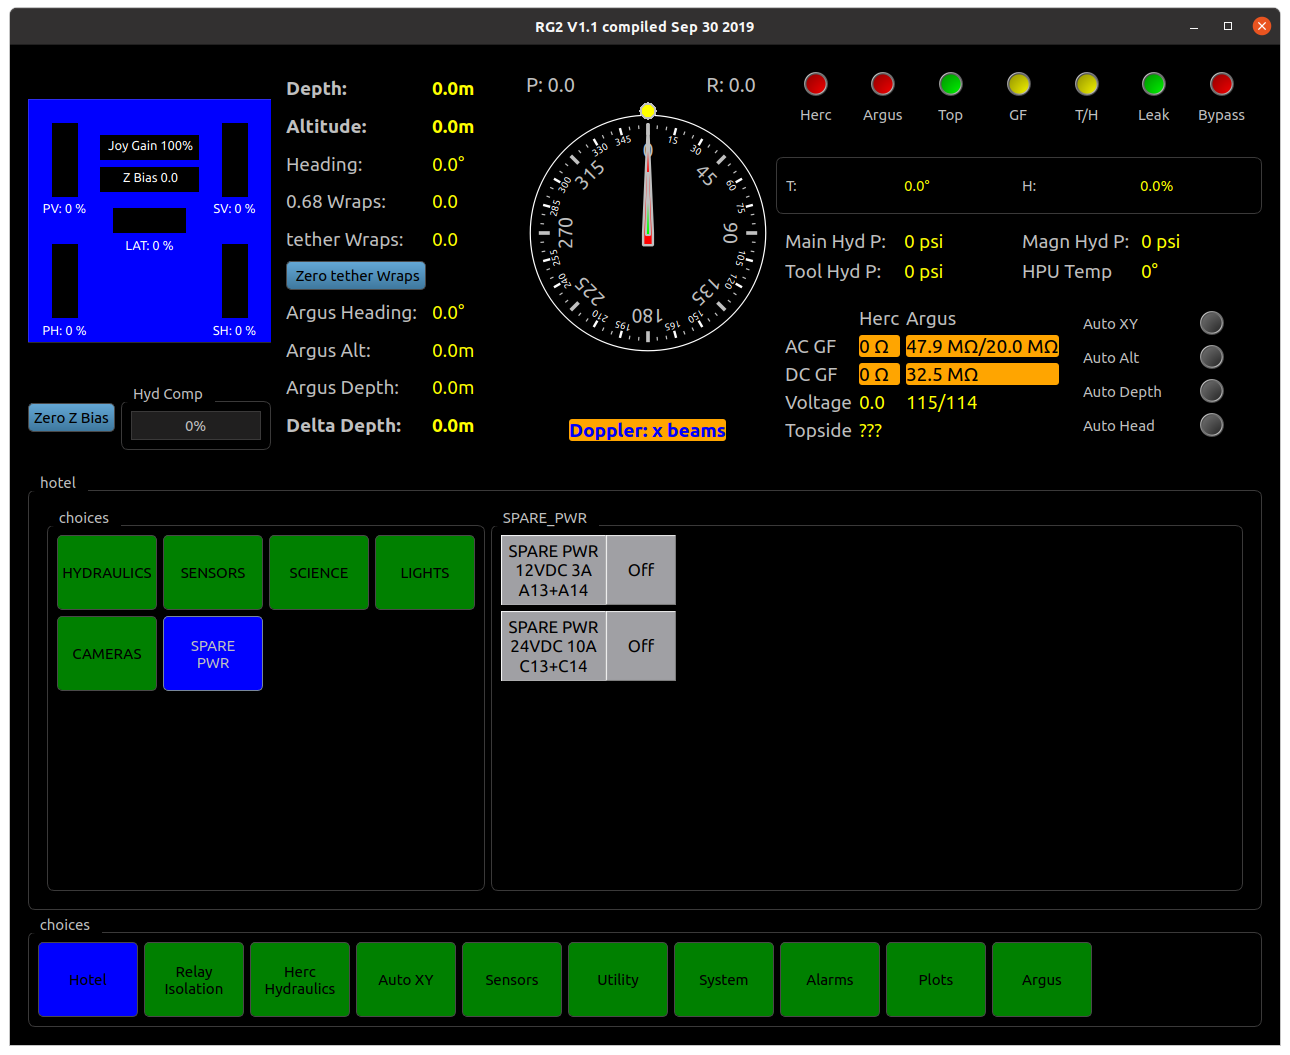 RG2 V1.1 compiled Sep 30 2019
Joy Gain 100%
Z Bias 0.0
PV: 0 %
SV: 0 %
LAT: 0 %
PH: 0 %
SH: 0 %
Zero Z Bias
Hyd Comp
0%
Depth: 0.0m
Altitude: 0.0m
Heading: 0.0°
0.68 Wraps: 0.0
tether Wraps: 0.0
Zero tether Wraps
Argus Heading: 0.0°
Argus Alt: 0.0m
Argus Depth: 0.0m
Delta Depth: 0.0m
P: 0.0
R: 0.0
0
15
30
45
60
75
90
105
120
135
150
165
180
195
210
225
240
255
270
285
300
315
330
345
Doppler: x beams
Herc Argus Top GF T/H Leak Bypass
T: 0.0° H: 0.0%
Main Hyd P: 0 psi Magn Hyd P: 0 psi
Tool Hyd P: 0 psi HPU Temp 0°
Herc Argus
AC GF 0 Ω 47.9 MΩ/20.0 MΩ
DC GF 0 Ω 32.5 MΩ
Voltage 0.0 115/114
Topside ???
Auto XY
Auto Alt
Auto Depth
Auto Head
hotel
choices
HYDRAULICS SENSORS SCIENCE LIGHTS
CAMERAS
SPARE
PWR
SPARE_PWR
SPARE PWR
12VDC 3A
A13+A14
Off
SPARE PWR
24VDC 10A
C13+C14
Off
choices
Hotel
Relay
Isolation
Herc
Hydraulics
Auto XY
Sensors
Utility
System
Alarms
Plots
Argus